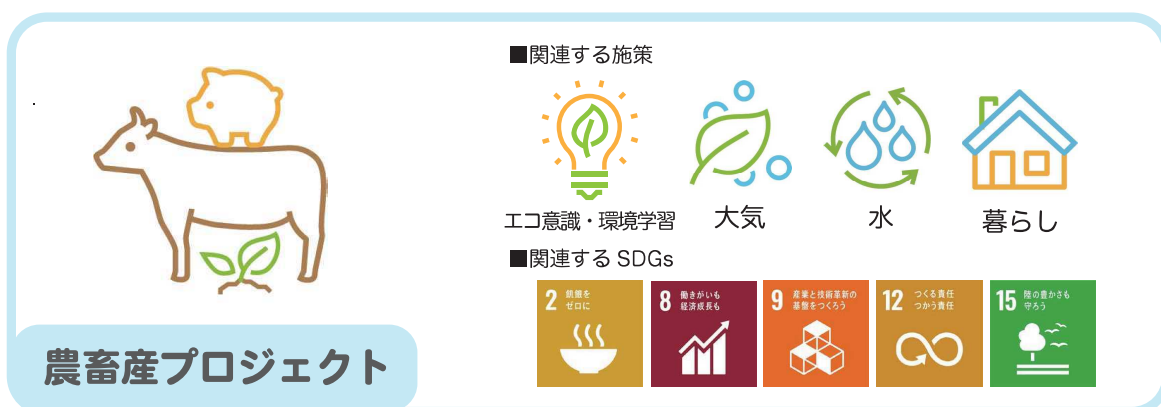 ■関連する施策
エコ意識・環境学習
大気
水
暮らし
■関連する SDGs
2 飢餓を
ゼロに
8 働きがいも
経済成長も
9 産業と技術革新の
基盤をつくろう
12 つくる責任
つかう責任
15 陸の豊かさも
守ろう
農畜産プロジェクト